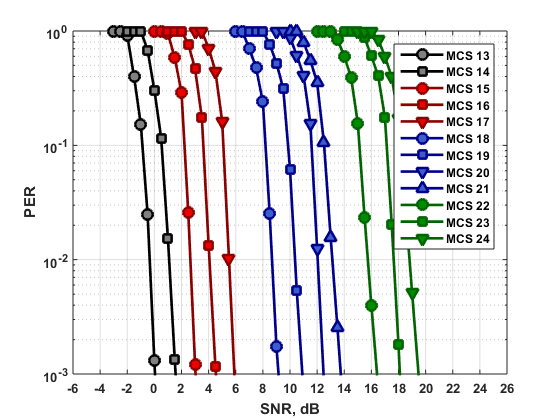 10^0
10^-1
10^-2
10^-3
PER
MCS 13
MCS 14
MCS 15
MCS 16
MCS 17
MCS 18
MCS 19
MCS 20
MCS 21
MCS 22
MCS 23
MCS 24
-6 -4 -2 0 2 4 6 8 10 12 14 16 18 20 22 24 26
SNR, dB